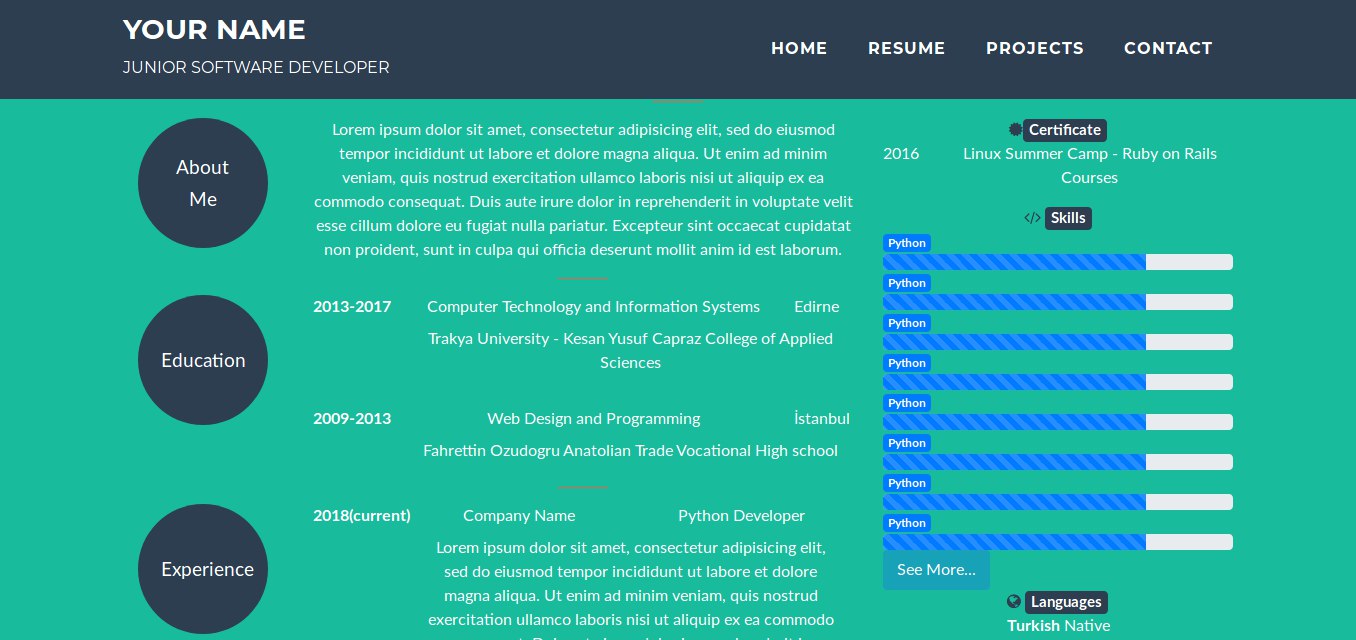 YOUR NAME
JUNIOR SOFTWARE DEVELOPER
HOME RESUME PROJECTS CONTACT
About
Me
Lorem ipsum dolor sit amet, consectetur adipisicing elit, sed do eiusmod
tempor incididunt ut labore et dolore magna aliqua. Ut enim ad minim
veniam, quis nostrud exercitation ullamco laboris nisi ut aliquip ex ea
commodo consequat. Duis aute irure dolor in reprehenderit in voluptate velit
esse cillum dolore eu fugiat nulla pariatur. Excepteur sint occaecat cupidatat
non proident, sunt in culpa qui officia deserunt mollit anim id est laborum.
Education
2013-2017 Computer Technology and Information Systems Edirne
Trakya University - Kesan Yusuf Capraz College of Applied
Sciences
2009-2013 Web Design and Programming İstanbul
Fahrettin Ozudogru Anatolian Trade Vocational High school
Experience
2018(current) Company Name Python Developer
Lorem ipsum dolor sit amet, consectetur adipisicing elit,
sed do eiusmod tempor incididunt ut labore et dolore
magna aliqua. Ut enim ad minim veniam, quis nostrud
exercitation ullamco laboris nisi ut aliquip ex ea commodo
Certificate
2016 Linux Summer Camp - Ruby on Rails
Courses
</> Skills
Python
Python
Python
Python
Python
Python
Python
Python
See More...
Languages
Turkish Native